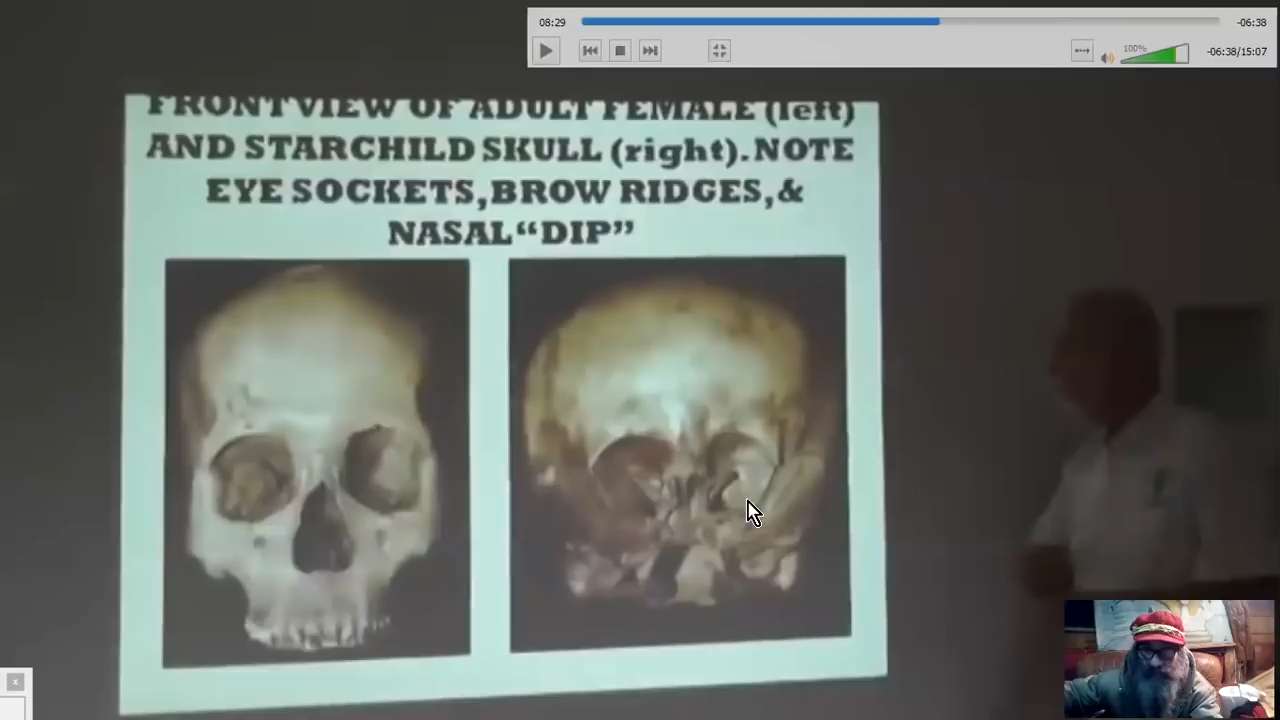 08:29
-06:38
100%
-06:38/15:07
FRONT VIEW OF ADULT FEMALE (left)
AND STARCHILD SKULL (right). NOTE
EYE SOCKETS, BROW RIDGES, &
NASAL “DIP”
x